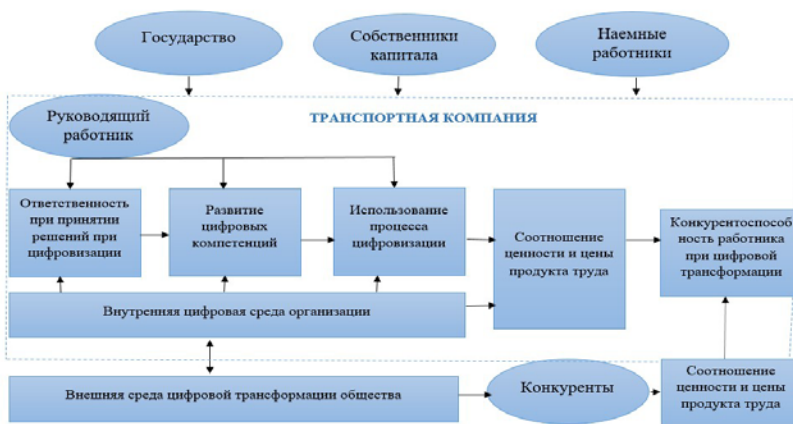 Государство
Собственники
капитала
Наемные
работники
Руководящий
работник
ТРАНСПОРТНАЯ КОМПАНИЯ
Ответственность
при принятии
решений при
цифровизации
Развитие
цифровых
компетенций
Использование
процесса
цифровизации
Соотношение
ценности и цены
продукта труда
Конкурентоспособ
ность работника
при цифровой
трансформации
Внутренняя цифровая среда организации
Внешняя среда цифровой трансформации общества
Конкуренты
Соотношение
ценности и цены
продукта труда